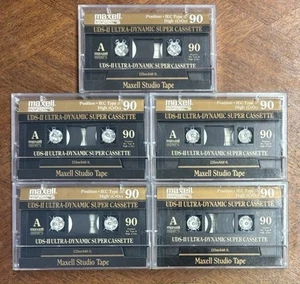 maxell Position • IEC Type II 90
High (CrO₂)
UDS-II ULTRA-DYNAMIC SUPER CASSETTE
A 90
Maxell Studio Tape
maxell Position • IEC Type II 90
High (CrO₂)
UDS-II ULTRA-DYNAMIC SUPER CASSETTE
A 90
Maxell Studio Tape
maxell Position • IEC Type II 90
High (CrO₂)
UDS-II ULTRA-DYNAMIC SUPER CASSETTE
A 90
Maxell Studio Tape
maxell Position • IEC Type II 90
High (CrO₂)
UDS-II ULTRA-DYNAMIC SUPER CASSETTE
A 90
Maxell Studio Tape
maxell Position • IEC Type II 90
High (CrO₂)
UDS-II ULTRA-DYNAMIC SUPER CASSETTE
A 90
Maxell Studio Tape